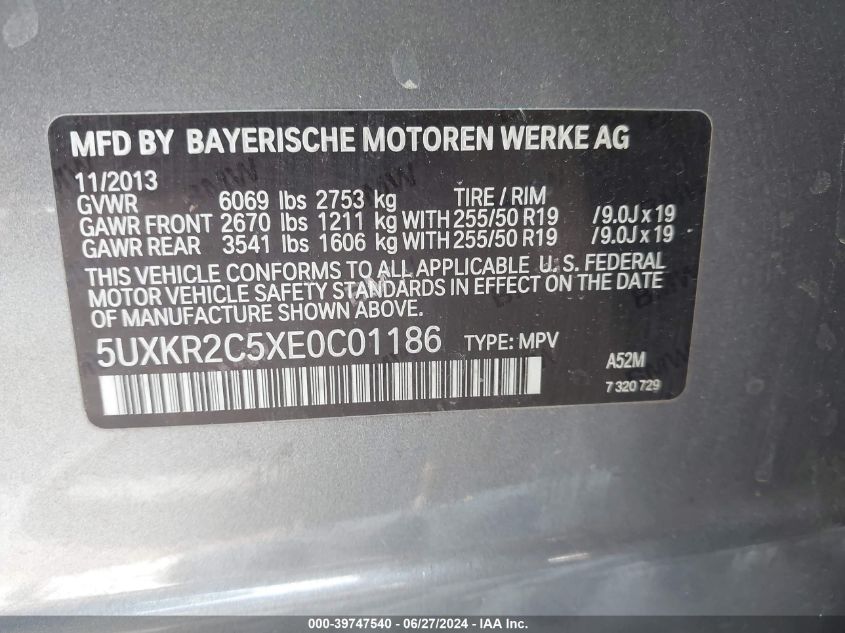 MFD BY BAYERISCHE MOTOREN WERKE AG
11/2013
GVWR 6069 lbs 2753 kg TIRE / RIM
GAWR FRONT 2670 lbs 1211 kg WITH 255/50 R19 /9.0J x 19
GAWR REAR 3541 lbs 1606 kg WITH 255/50 R19 /9.0J x 19
THIS VEHICLE CONFORMS TO ALL APPLICABLE U. S. FEDERAL
MOTOR VEHICLE SAFETY STANDARDS IN EFFECT ON THE DATE
OF MANUFACTURE SHOWN ABOVE.
5UXKR2C5XE0C01186 TYPE: MPV
A52M
7 320 729
000-39747540 - 06/27/2024 - IAA Inc.